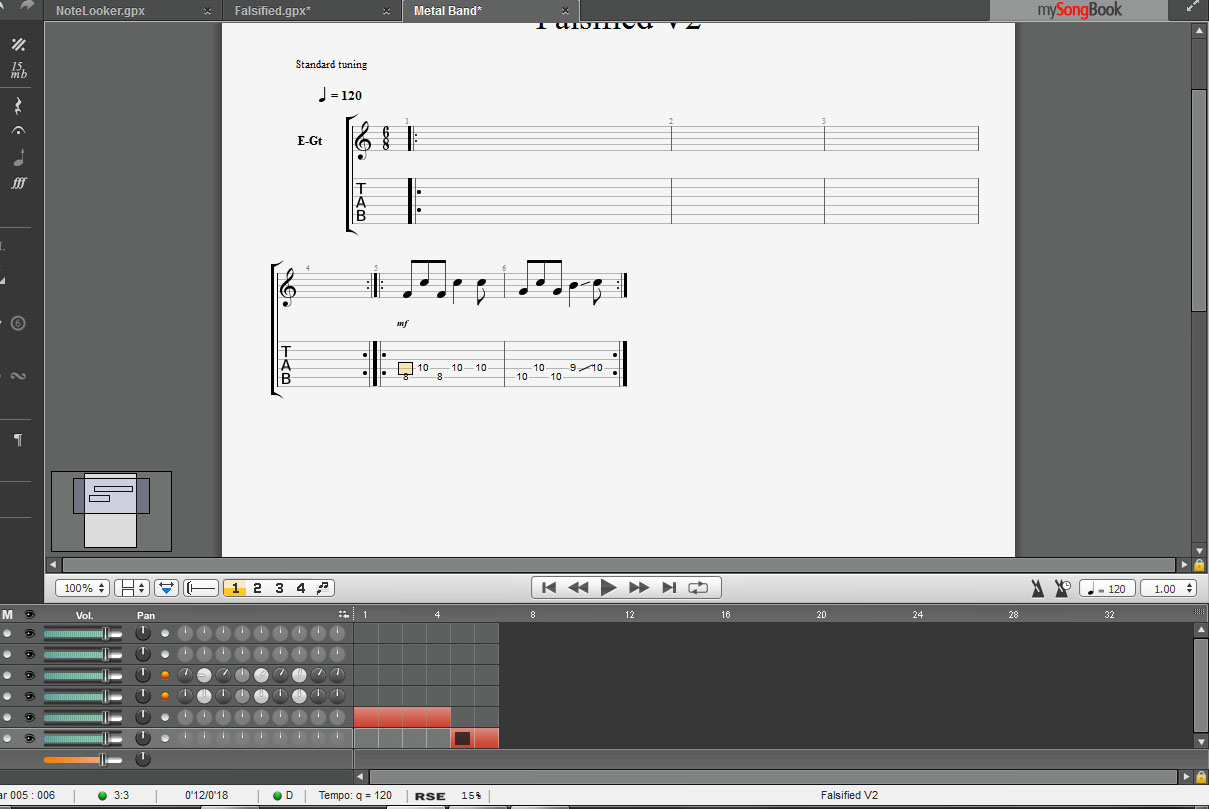 NoteLooker.gpx × Falsified.gpx* × Metal Band* × mySongBook
Falsified V2
Standard tuning
= 120
15
mb
fff
E-Gt
6
8
1 2 3
T
A
B
4 5 6
mf
T
A
B
10 10 10 10 9 10
8 8 10 10
6
¶
100% 1 2 3 4 = 120 1.00
M Vol. Pan 1 4 8 12 16 20 24 28 32
ar 005 : 006 3:3 0'12/0'18 D Tempo: q = 120 RSE 15% Falsified V2